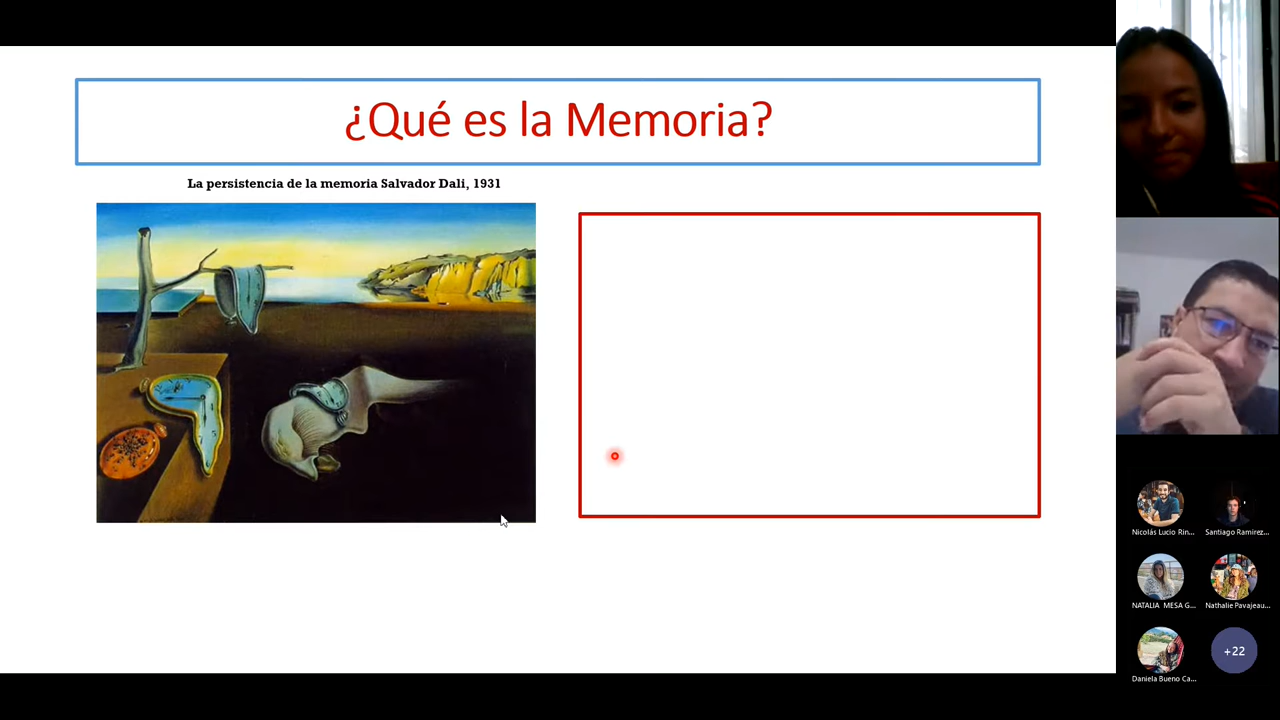 ¿Qué es la Memoria?
La persistencia de la memoria Salvador Dali, 1931
Nicolás Lucio Rin...
Santiago Ramirez...
NATALIA MESA G...
Nathalie Pavajeau...
Daniela Bueno Ca...
+22